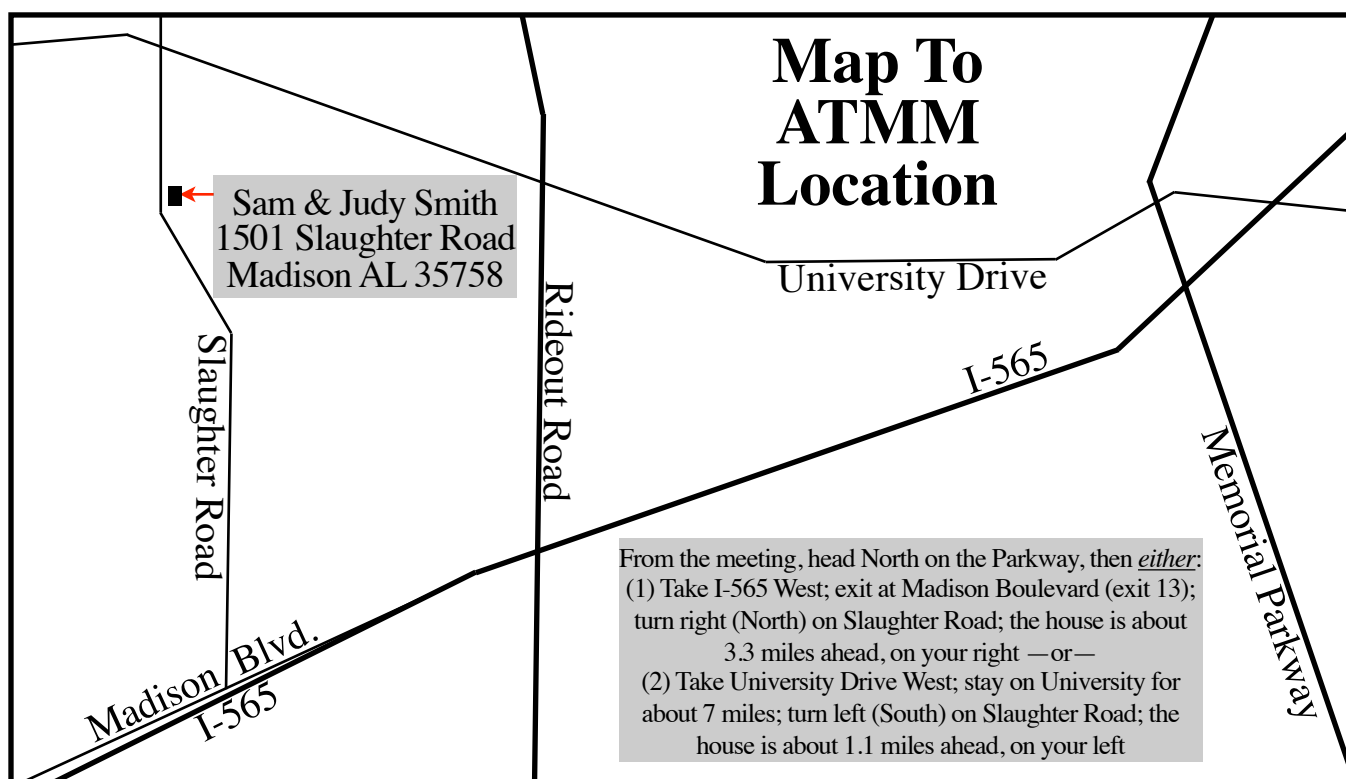 Map To
ATMM
Location
Sam & Judy Smith
1501 Slaughter Road
Madison AL 35758
University Drive
Rideout Road
Slaughter Road
I-565
Memorial Parkway
Madison Blvd.
I-565
From the meeting, head North on the Parkway, then either:
(1) Take I-565 West; exit at Madison Boulevard (exit 13);
turn right (North) on Slaughter Road; the house is about
3.3 miles ahead, on your right —or—
(2) Take University Drive West; stay on University for
about 7 miles; turn left (South) on Slaughter Road; the
house is about 1.1 miles ahead, on your left